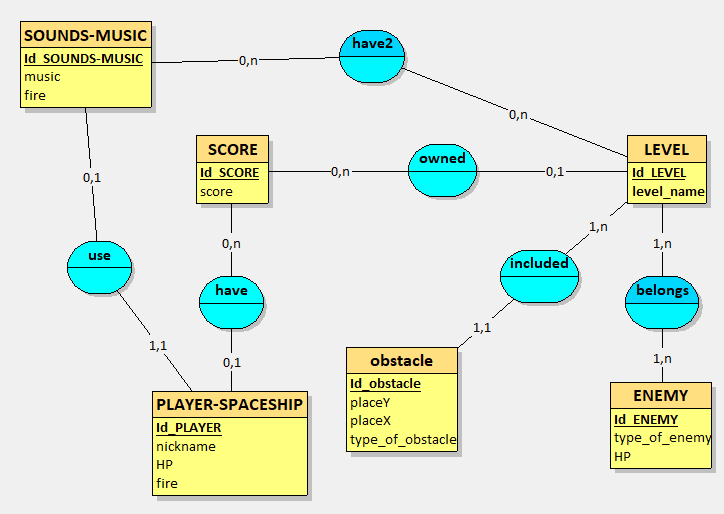 SOUNDS-MUSIC
Id_SOUNDS-MUSIC
music
fire
have2
0,n
0,n
SCORE
Id_SCORE
score
owned
0,n
0,1
LEVEL
Id_LEVEL
level_name
0,1
use
1,1
0,n
have
0,1
1,n
included
1,1
1,n
belongs
1,n
obstacle
Id_obstacle
placeY
placeX
type_of_obstacle
PLAYER-SPACESHIP
Id_PLAYER
nickname
HP
fire
ENEMY
Id_ENEMY
type_of_enemy
HP